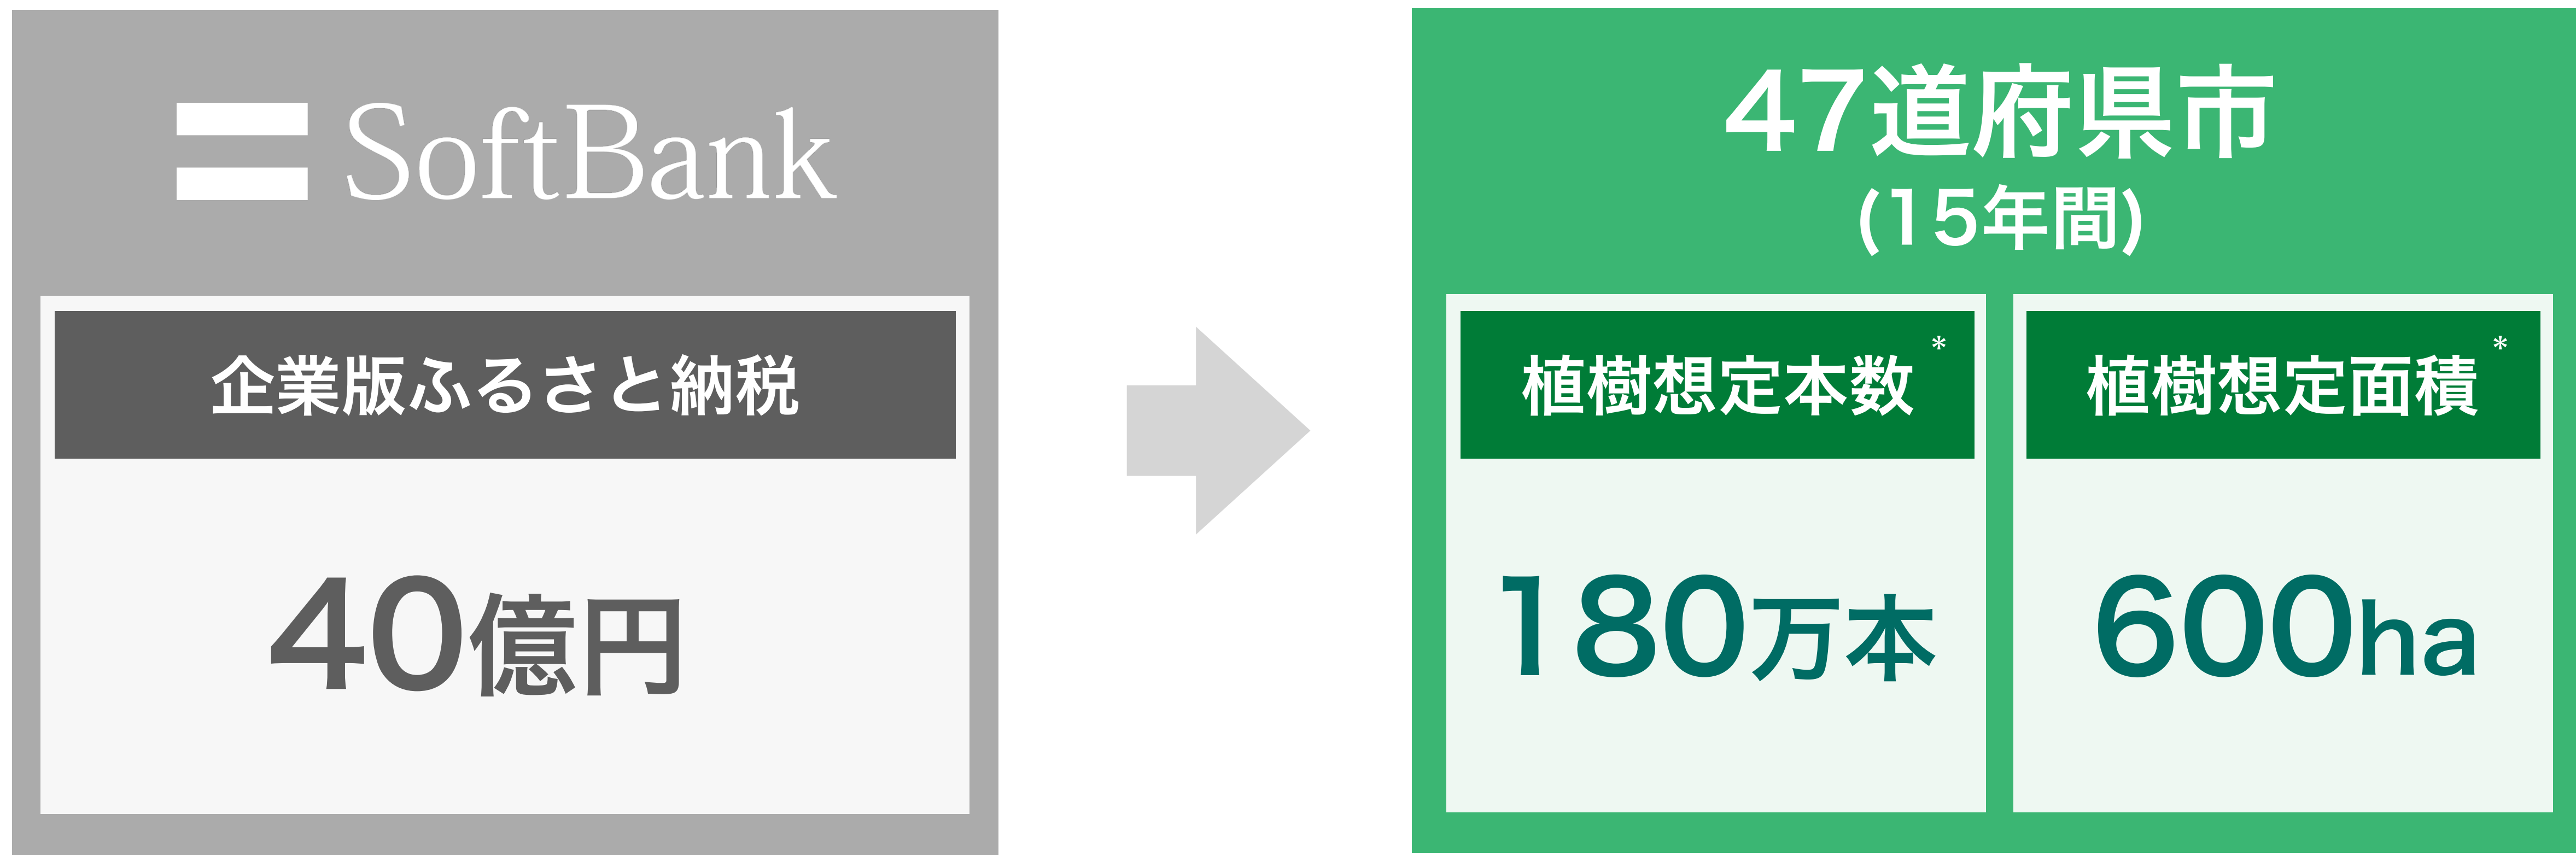 SoftBank
企業版ふるさと納税
40億円
47道府県市
(15年間)
植樹想定本数*
180万本
植樹想定面積*
600ha